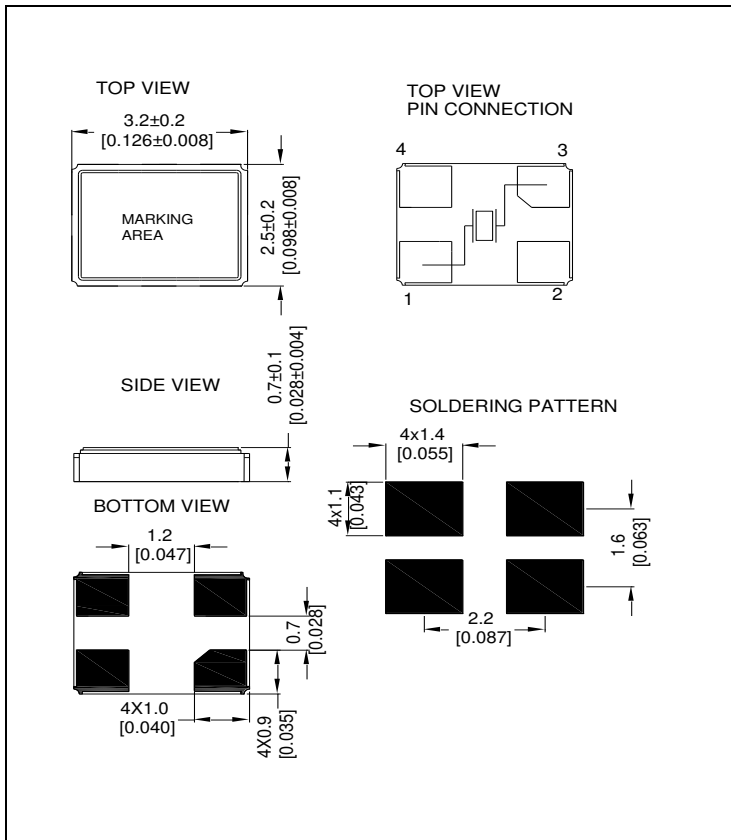 TOP VIEW
3.2±0.2
[0.126±0.008]
MARKING
AREA
2.5±0.2
[0.098±0.008]
TOP VIEW
PIN CONNECTION
4
3
1
2
SIDE VIEW
0.7±0.1
[0.028±0.004]
SOLDERING PATTERN
4x1.4
[0.055]
4x1.1
[0.043]
1.6
[0.063]
2.2
[0.087]
BOTTOM VIEW
1.2
[0.047]
0.7
[0.028]
4X1.0
[0.040]
4X0.9
[0.035]